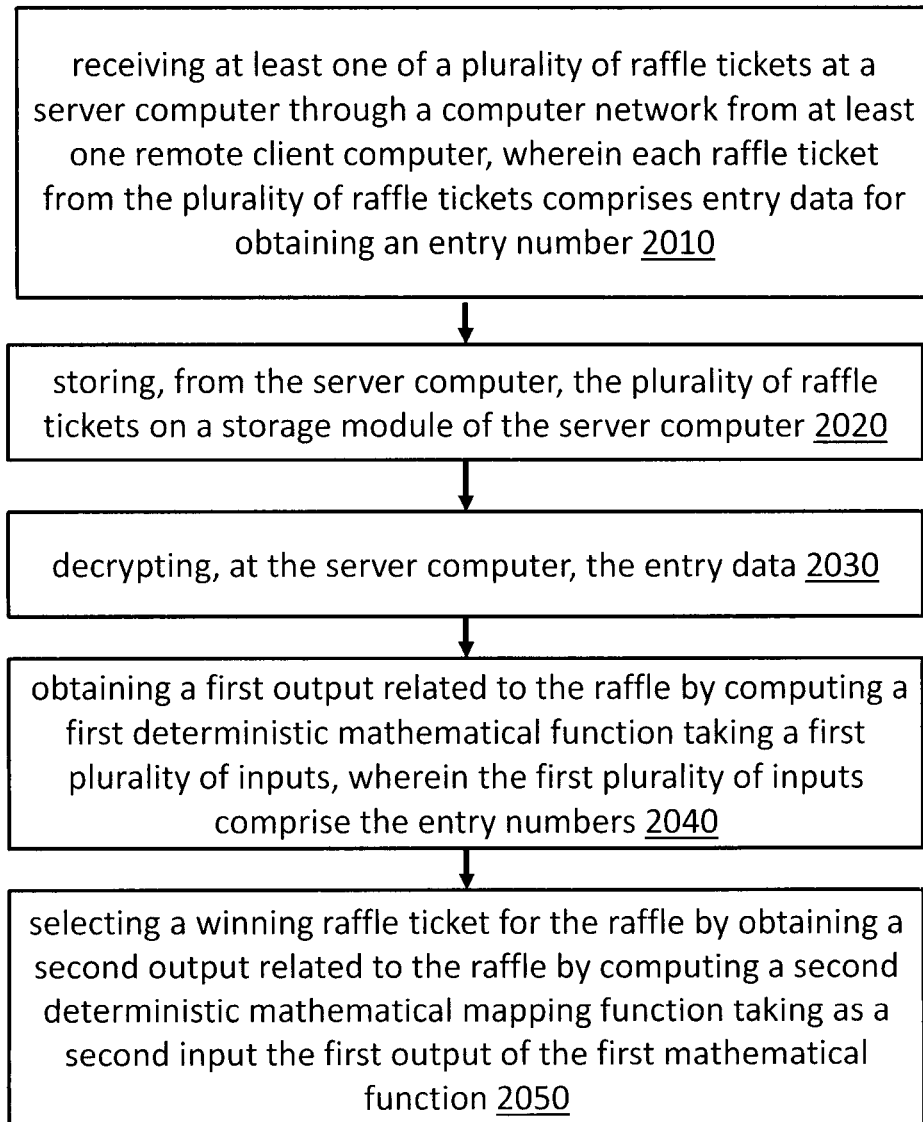 receiving at least one of a plurality of raffle tickets at a
server computer through a computer network from at least
one remote client computer, wherein each raffle ticket
from the plurality of raffle tickets comprises entry data for
obtaining an entry number 2010
storing, from the server computer, the plurality of raffle
tickets on a storage module of the server computer 2020
decrypting, at the server computer, the entry data 2030
obtaining a first output related to the raffle by computing a
first deterministic mathematical function taking a first
plurality of inputs, wherein the first plurality of inputs
comprise the entry numbers 2040
selecting a winning raffle ticket for the raffle by obtaining a
second output related to the raffle by computing a second
deterministic mathematical mapping function taking as a
second input the first output of the first mathematical
function 2050